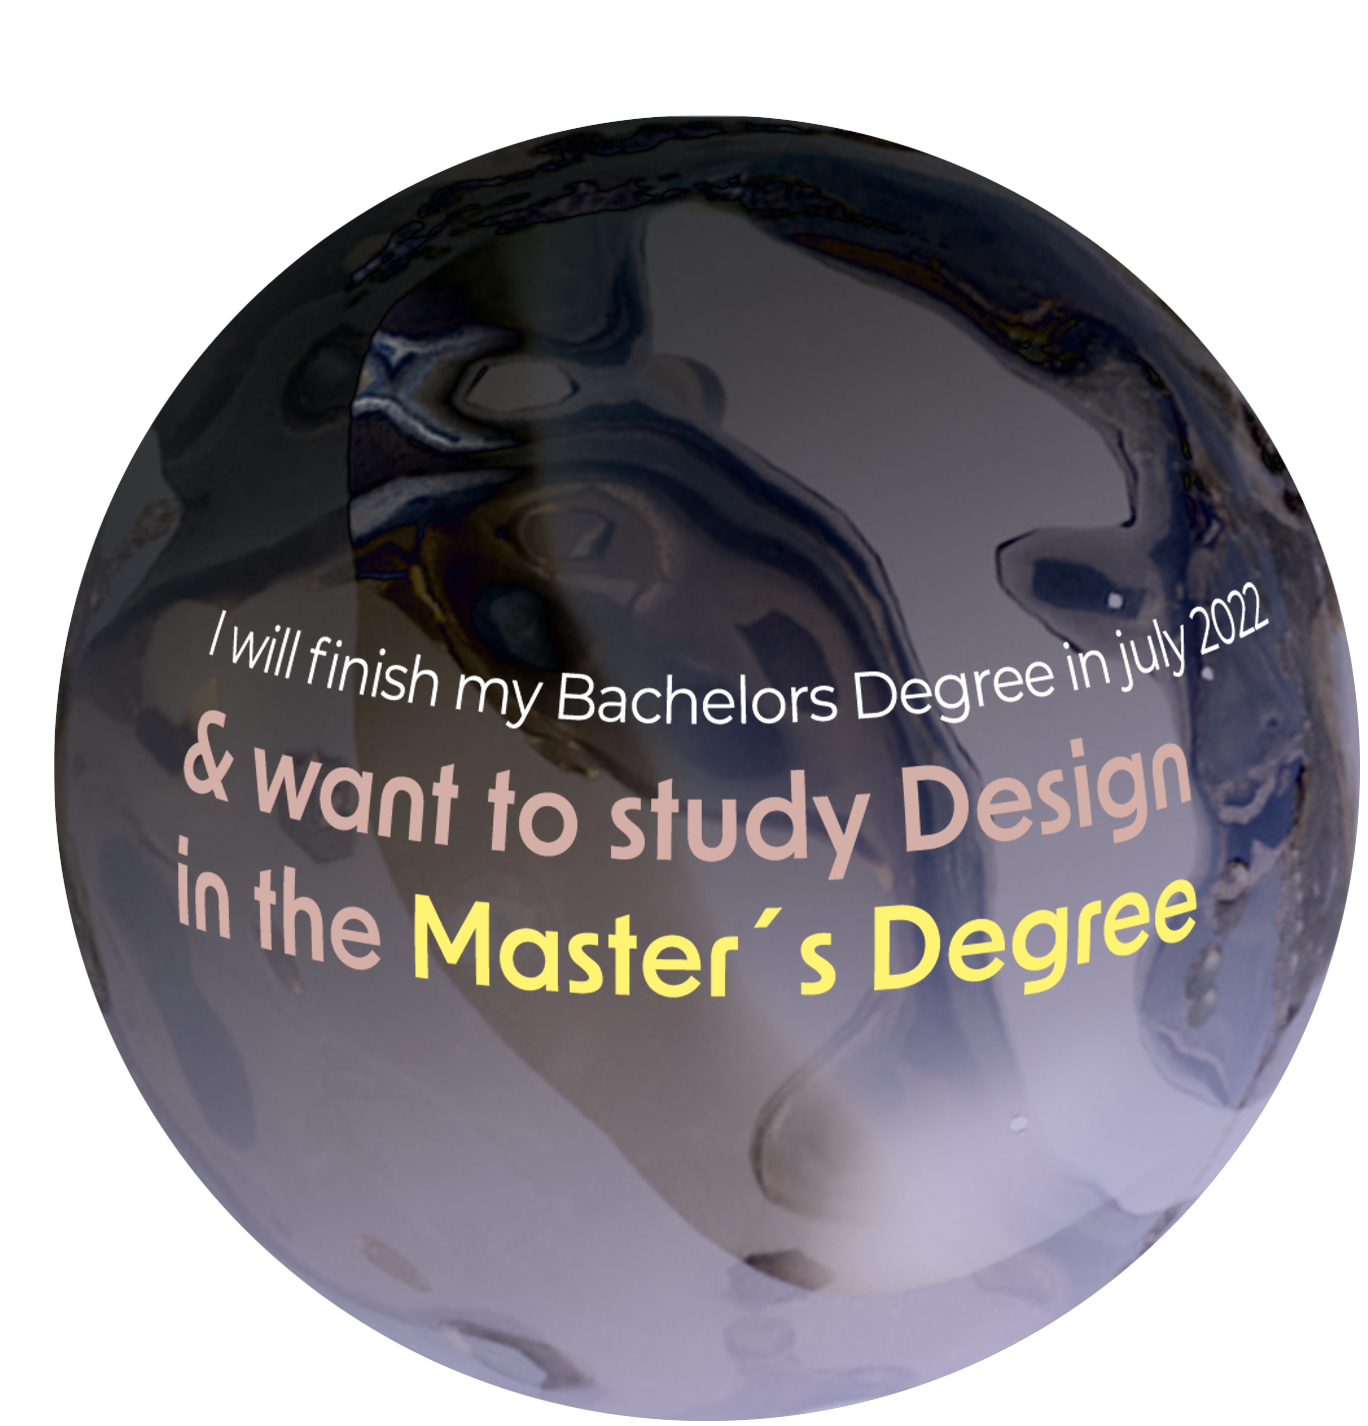 I will finish my Bachelors Degree in july 2022
& want to study Design
in the Master´s Degree